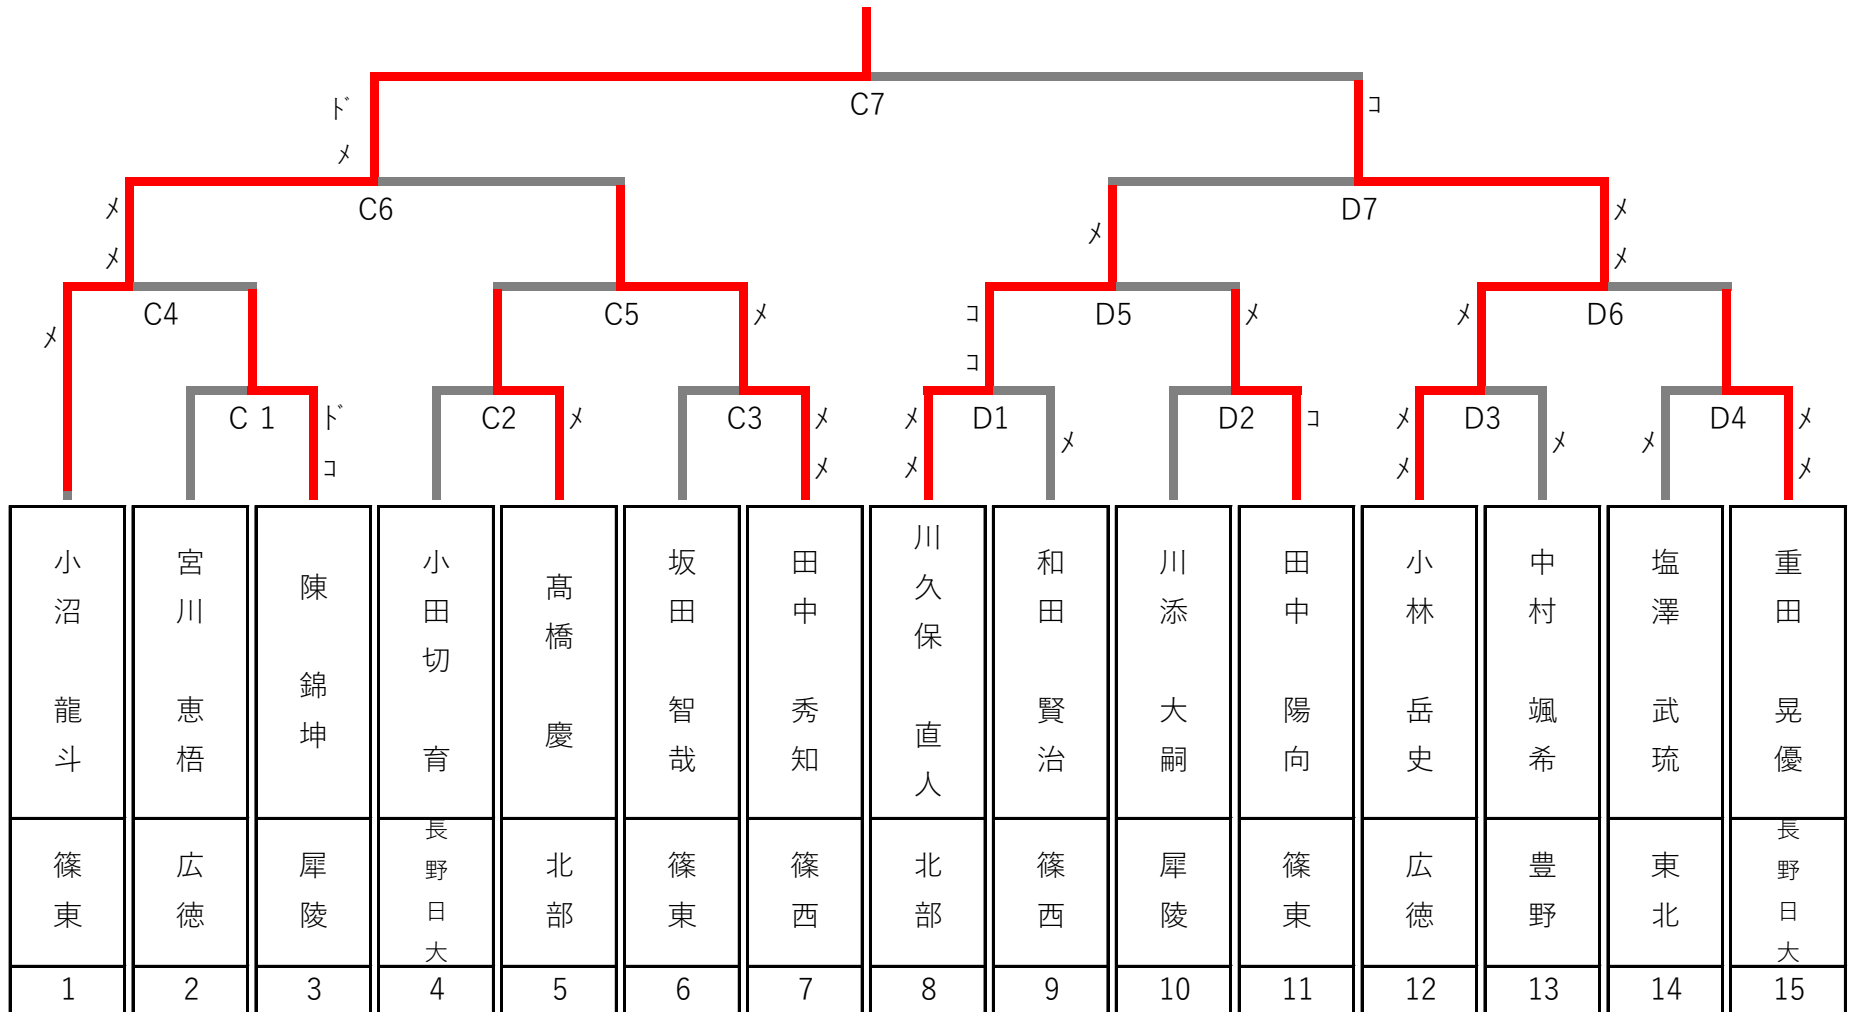 C7
ﾄﾞ
ﾒ
ｺ
C6
D7
ﾒ
ﾒ
ﾒ
ﾒ
ﾒ
C4
C5
D5
D6
ﾒ
ﾒ
ｺ
ｺ
ﾒ
ﾒ
C 1
C2
C3
D1
D2
D3
D4
ﾄﾞ
ｺ
ﾒ
ﾒ
ﾒ
ﾒ
ﾒ
ﾒ
ｺ
ﾒ
ﾒ
ﾒ
ﾒ
ﾒ
ﾒ
小沼 龍斗
篠東
1
宮川 恵梧
広徳
2
陳 錦坤
犀陵
3
小田切 育
長野日大
4
髙橋 慶
北部
5
坂田 智哉
篠東
6
田中 秀知
篠西
7
川久保 直人
北部
8
和田 賢治
篠西
9
川添 大嗣
犀陵
10
田中 陽向
篠東
11
小林 岳史
広徳
12
中村 颯希
豊野
13
塩澤 武琉
東北
14
重田 晃優
長野日大
15